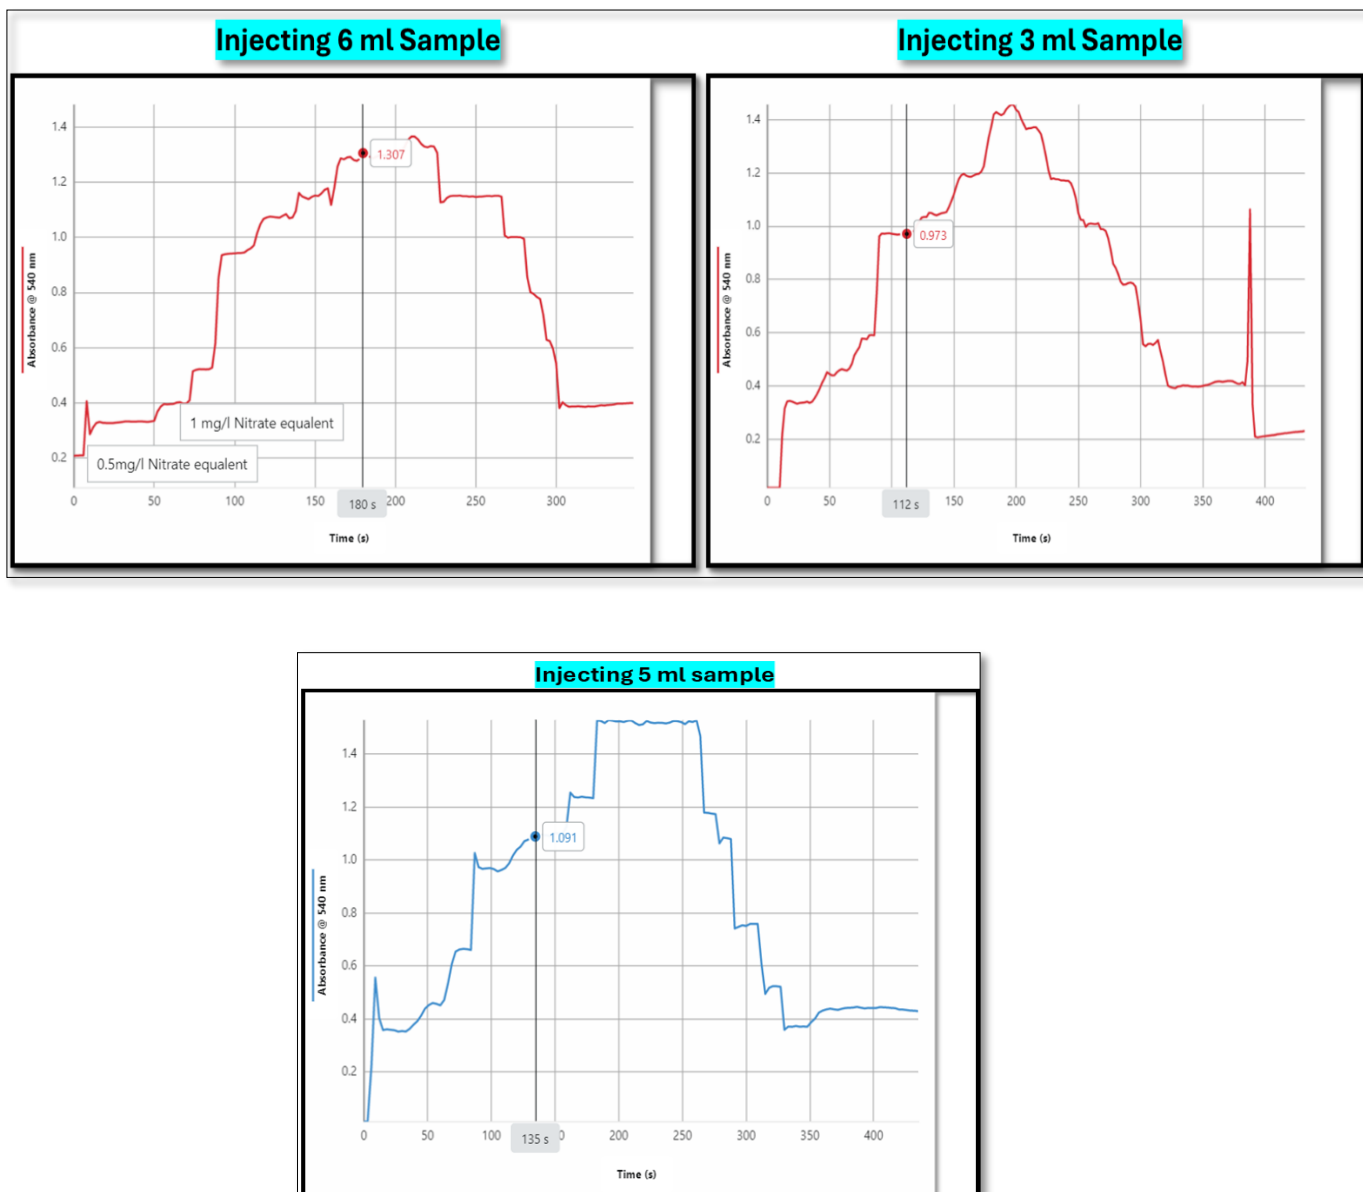 Injecting 6 ml Sample
1.4
1.2
1.0
0.8
0.6
0.4
0.2
Absorbance @ 540 nm
1.307
1 mg/l Nitrate equalent
0.5mg/l Nitrate equalent
0 50 100 150 180 s 200 250 300
Time (s)
Injecting 3 ml Sample
1.4
1.2
1.0
0.8
0.6
0.4
0.2
Absorbance @ 540 nm
0.973
0 50 112 s 150 200 250 300 350 400
Time (s)
Injecting 5 ml sample
1.4
1.2
1.0
0.8
0.6
0.4
0.2
Absorbance @ 540 nm
1.091
0 50 100 135 s 0 200 250 300 350 400
Time (s)